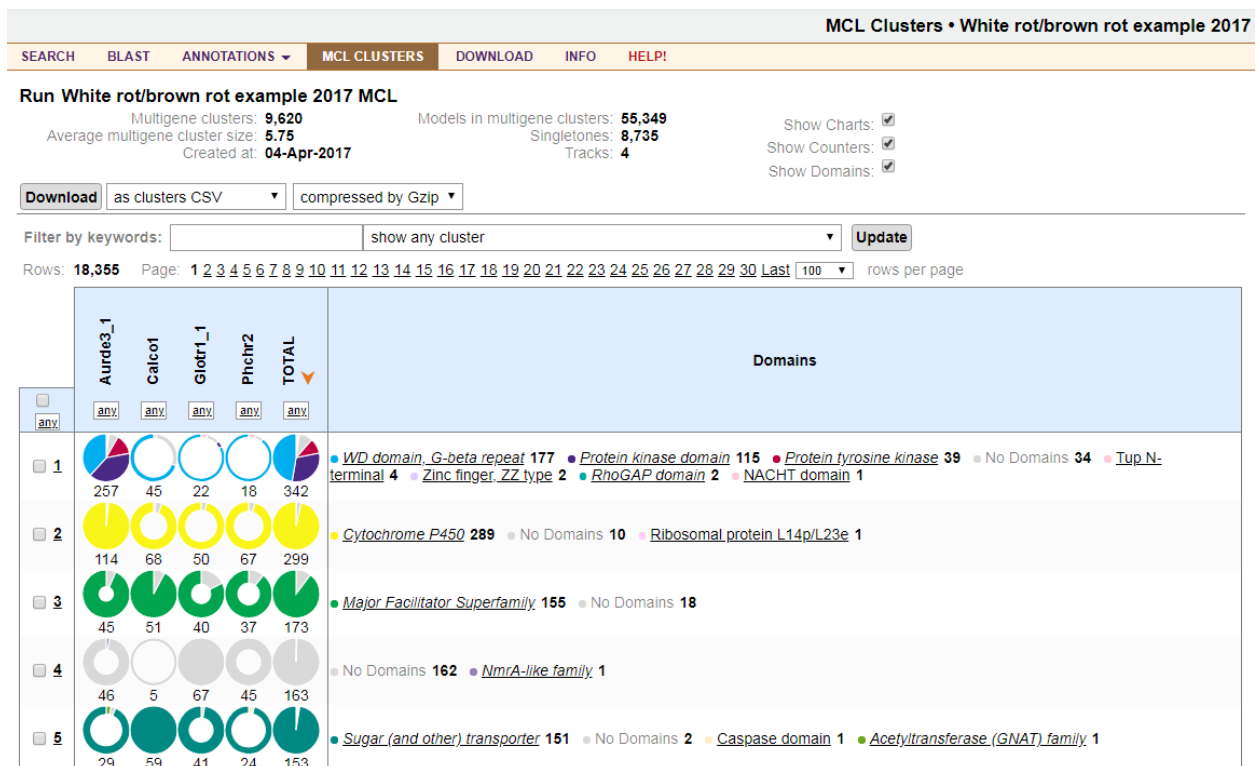 MCL Clusters • White rot/brown rot example 2017
SEARCH BLAST ANNOTATIONS MCL CLUSTERS DOWNLOAD INFO HELP!
Run White rot/brown rot example 2017 MCL
Multigene clusters: 9,620 Models in multigene clusters: 55,349 Show Charts:
Average multigene cluster size: 5.75 Singletones: 8,735 Show Counters:
Created at: 04-Apr-2017 Tracks: 4 Show Domains:
Download as clusters CSV compressed by Gzip
Filter by keywords: show any cluster Update
Rows: 18,355 Page: 1 2 3 4 5 6 7 8 9 10 11 12 13 14 15 16 17 18 19 20 21 22 23 24 25 26 27 28 29 30 Last 100 rows per page
Aurde3_1 Calco1 Glotr1_1 Phchr2 TOTAL Domains
any any any any any any
1 WD domain, G-beta repeat 177 Protein kinase domain 115 Protein tyrosine kinase 39 No Domains 34 Tup N-
terminal 4 Zinc finger, ZZ type 2 RhoGAP domain 2 NACHT domain 1
257 45 22 18 342
2 Cytochrome P450 289 No Domains 10 Ribosomal protein L14p/L23e 1
114 68 50 67 299
3 Major Facilitator Superfamily 155 No Domains 18
45 51 40 37 173
4 No Domains 162 NmrA-like family 1
46 5 67 45 163
5 Sugar (and other) transporter 151 No Domains 2 Caspase domain 1 Acetyltransferase (GNAT) family 1
29 59 41 24 153